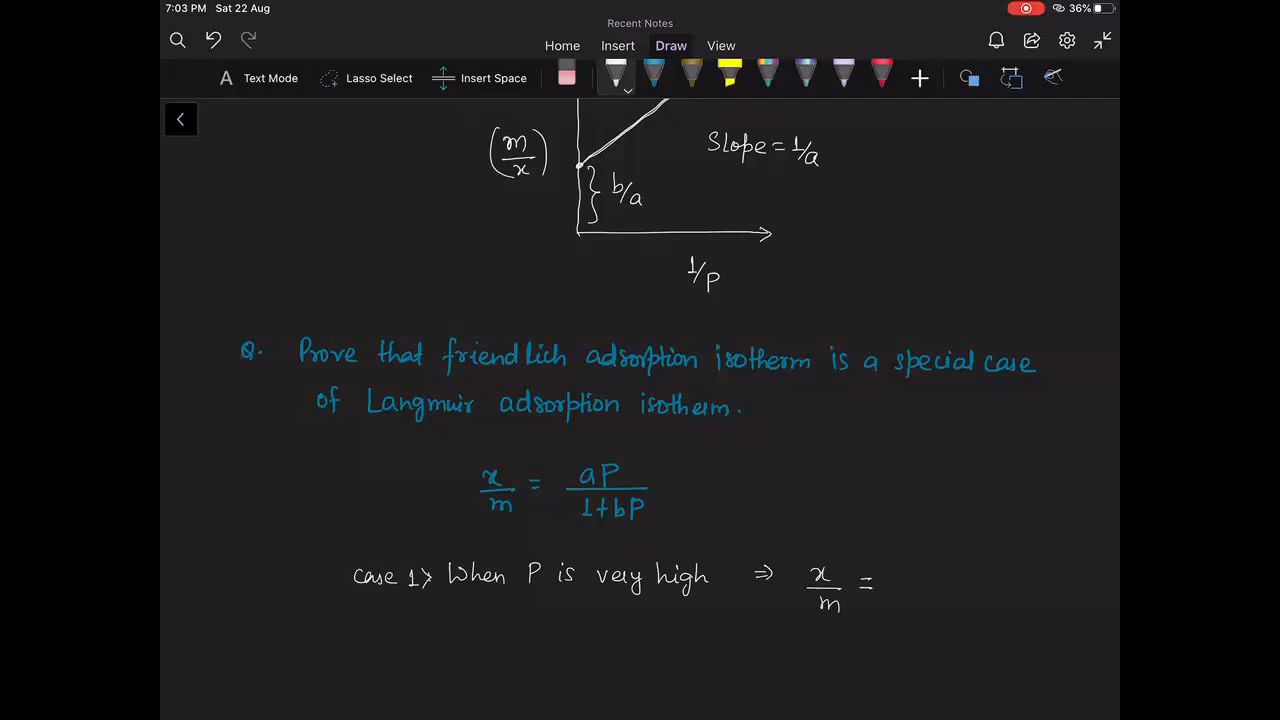 7:03 PM Sat 22 Aug
36%
Recent Notes
Home Insert Draw View
Text Mode Lasso Select Insert Space
(m/x)
Slope = 1/a
b/a
1/P
Q. Prove that friendlich adsorption isotherm is a special case
of Langmuir adsorption isotherm.
x/m = aP/1+bP
case 1> When P is very high ⇒ x/m =